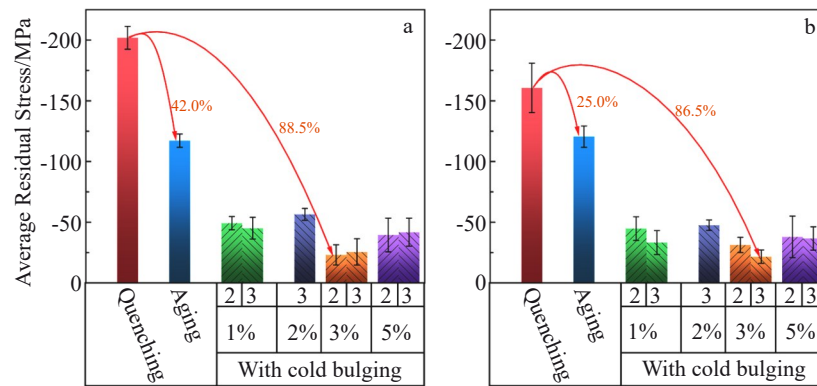 Average Residual Stress/MPa
a
-200
-150
-100
-50
0
42.0%
88.5%
Quenching
Aging
2 3 3 2 3 2 3
1% 2% 3% 5%
With cold bulging
b
-200
-150
-100
-50
0
25.0%
86.5%
Quenching
Aging
2 3 3 2 3 2 3
1% 2% 3% 5%
With cold bulging